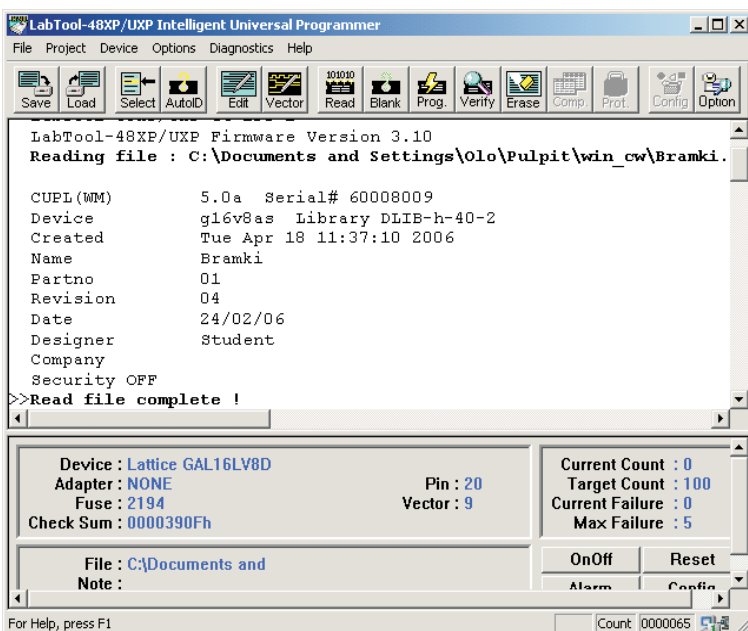 LabTool-48XP/UXP Intelligent Universal Programmer
File Project Device Options Diagnostics Help
Save Load Select AutoID Edit Vector 101010 Read Blank Prog. Verify Erase Comp. Prot. Config Option
LabTool-48XP/UXP Firmware Version 3.10
Reading file : C:\Documents and Settings\Olo\Pulpit\win_cw\Bramki.
CUPL(WM) 5.0a Serial# 60008009
Device g16v8as Library DLIB-h-40-2
Created Tue Apr 18 11:37:10 2006
Name Bramki
Partno 01
Revision 04
Date 24/02/06
Designer Student
Company
Security OFF
>>Read file complete !
Device : Lattice GAL16LV8D
Adapter : NONE Pin : 20
Fuse : 2194 Vector : 9
Check Sum : 0000390Fh
Current Count : 0
Target Count : 100
Current Failure : 0
Max Failure : 5
File : C:\Documents and
Note :
OnOff Reset
Alarm Config
For Help, press F1 Count 0000065